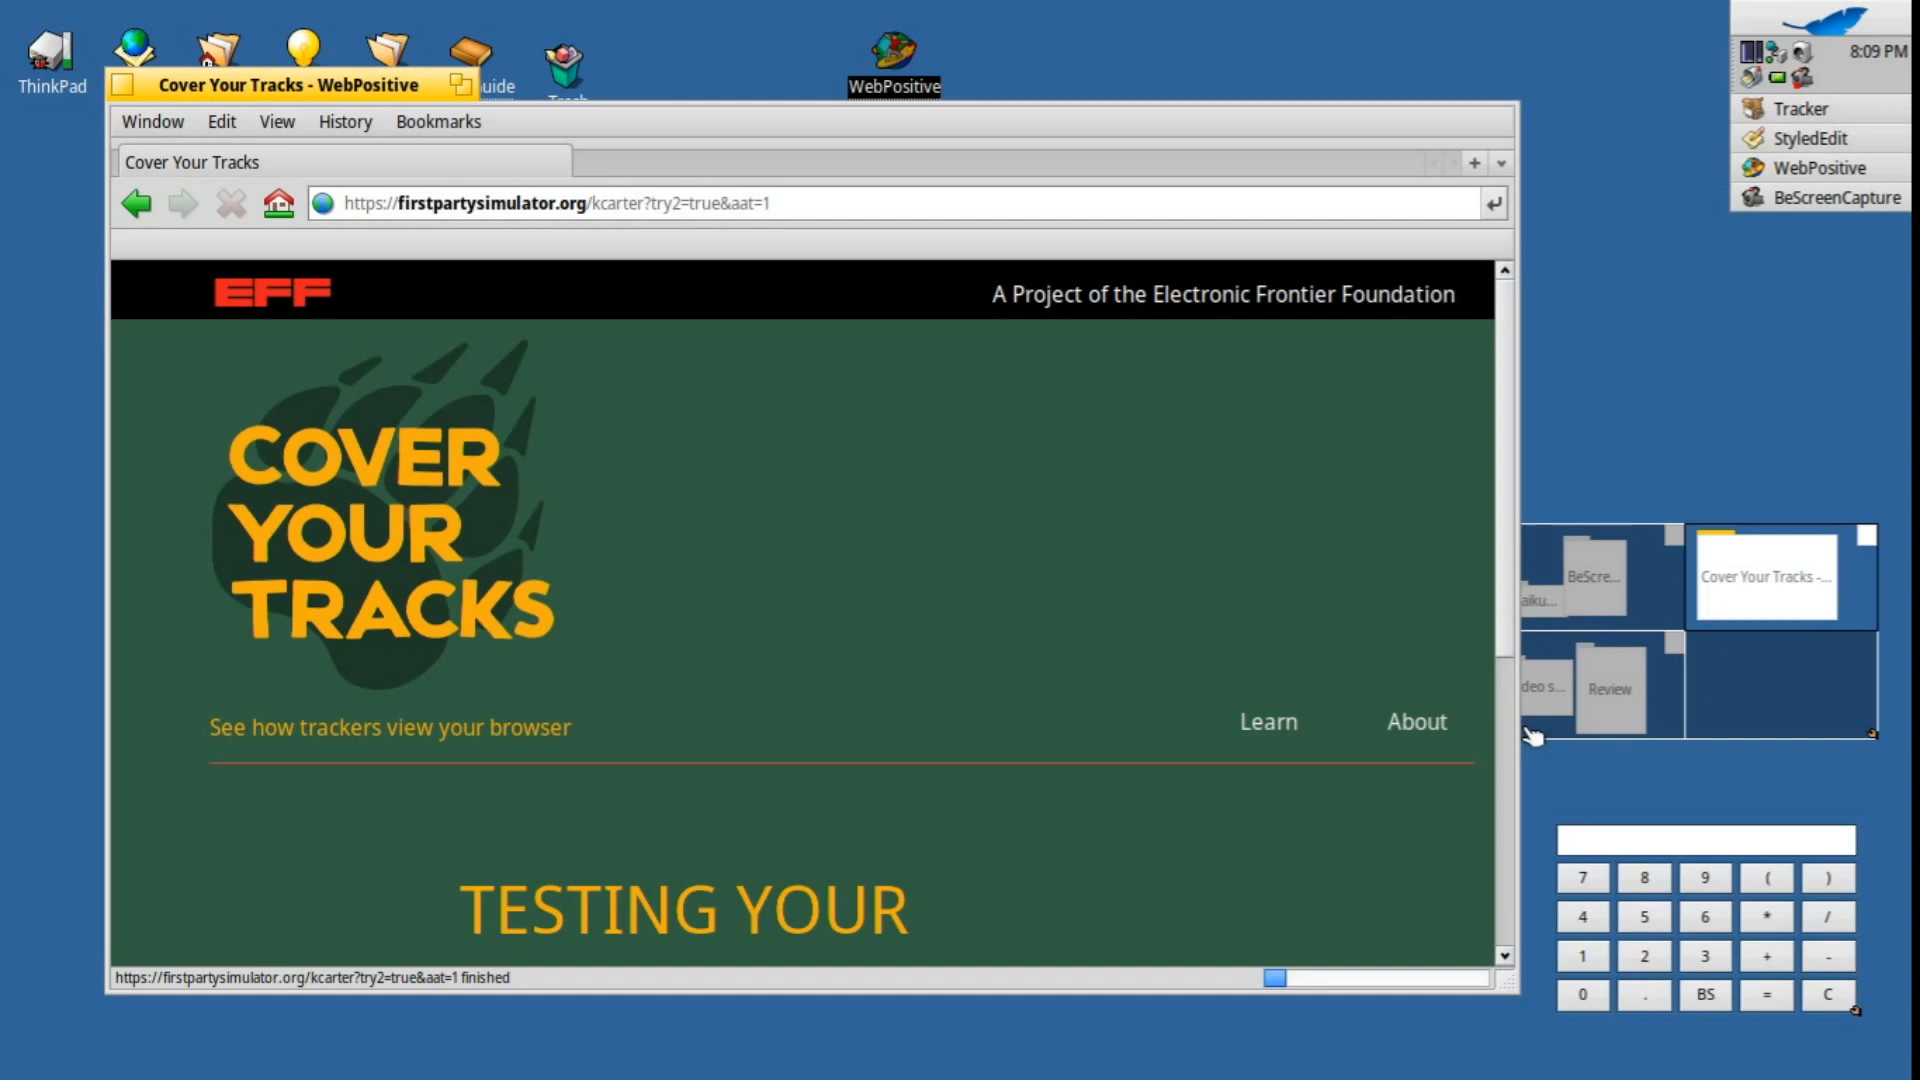 ThinkPad
uide
WebPositive
8:09 PM
Tracker
StyledEdit
WebPositive
BeScreenCapture
Cover Your Tracks - WebPositive
Window Edit View History Bookmarks
Cover Your Tracks
https://firstpartysimulator.org/kcarter?try2=true&aat=1
EFF
A Project of the Electronic Frontier Foundation
COVER
YOUR
TRACKS
See how trackers view your browser
Learn About
TESTING YOUR
https://firstpartysimulator.org/kcarter?try2=true&aat=1 finished
BeScre...
aiku...
Cover Your Tracks -...
deo s...
Review
7 8 9 ( )
4 5 6 * /
1 2 3 + -
0 . BS = C